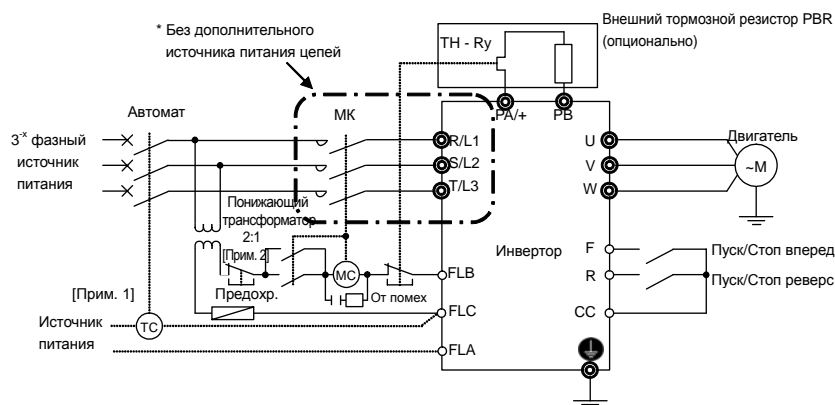 * Без дополнительного
источника питания цепей
Внешний тормозной резистор PBR
(опционально)
TH - Ry
Автомат
МК
PA/+
PB
3-х фазный
источник
питания
R/L1
S/L2
T/L3
U
V
W
Двигатель
~M
Понижающий
трансформатор
2:1
[Прим. 2]
МС
Инвертор
F
R
CC
Пуск/Стоп вперед
Пуск/Стоп реверс
FLB
[Прим. 1]
Предохр.
От помех
FLC
Источник
питания
ТС
FLA